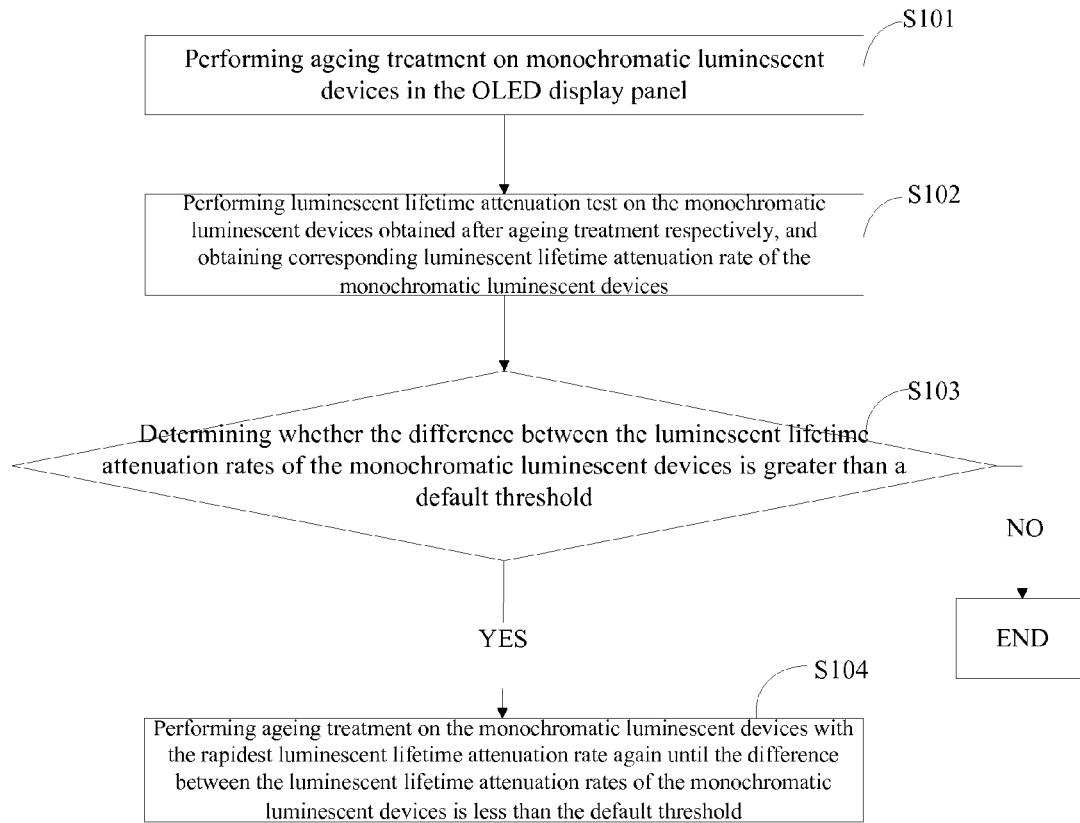 S101
Performing ageing treatment on monochromatic luminescent
devices in the OLED display panel
S102
Performing luminescent lifetime attenuation test on the monochromatic
luminescent devices obtained after ageing treatment respectively, and
obtaining corresponding luminescent lifetime attenuation rate of the
monochromatic luminescent devices
S103
Determining whether the difference between the luminescent lifetime
attenuation rates of the monochromatic luminescent devices is greater than a
default threshold
NO
END
YES
S104
Performing ageing treatment on the monochromatic luminescent devices with
the rapidest luminescent lifetime attenuation rate again until the difference
between the luminescent lifetime attenuation rates of the monochromatic
luminescent devices is less than the default threshold